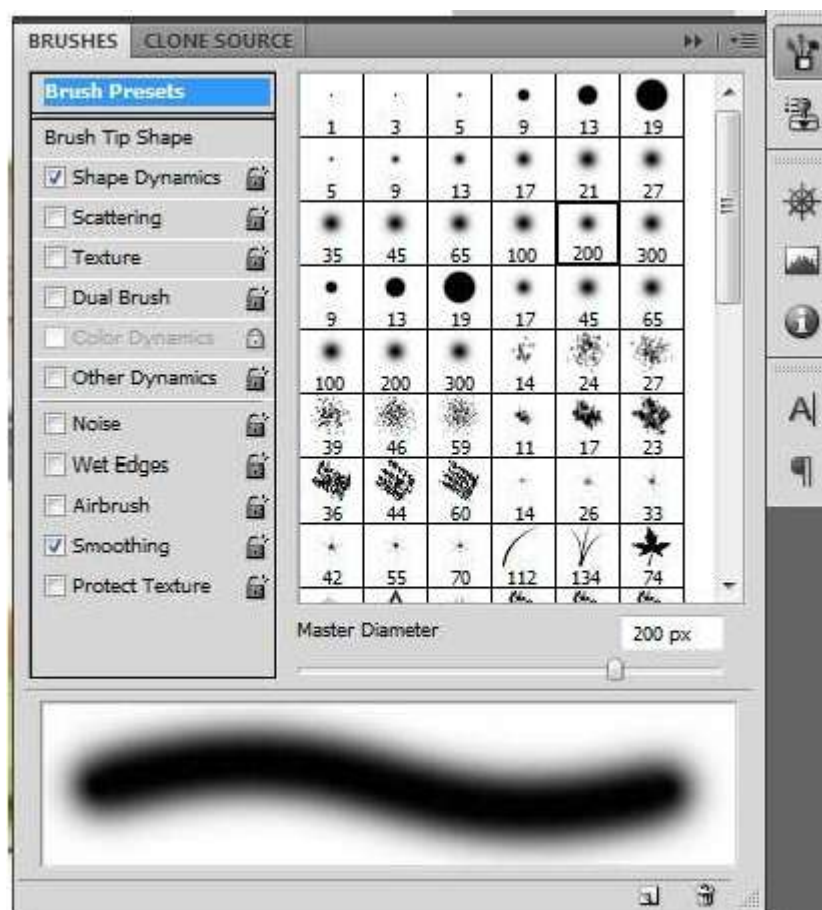 BRUSHES CLONE SOURCE
Brush Presets
Brush Tip Shape
Shape Dynamics
Scattering
Texture
Dual Brush
Color Dynamics
Other Dynamics
Noise
Wet Edges
Airbrush
Smoothing
Protect Texture
1 3 5 9 13 19
5 9 13 17 21 27
35 45 65 100 200 300
9 13 19 17 45 65
100 200 300 14 24 27
39 46 59 11 17 23
36 44 60 14 26 33
42 55 70 112 134 74
Master Diameter 200 px
A